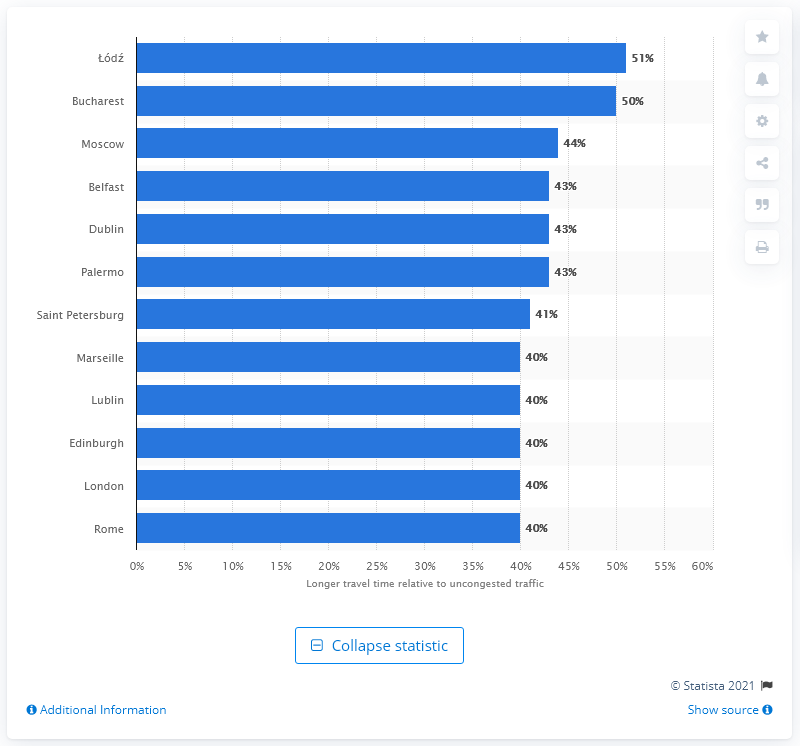 Łódź 51%
Bucharest 50%
Moscow 44%
Belfast 43%
Dublin 43%
Palermo 43%
Saint Petersburg 41%
Marseille 40%
Lublin 40%
Edinburgh 40%
London 40%
Rome 40%
0% 5% 10% 15% 20% 25% 30% 35% 40% 45% 50% 55% 60%
Longer travel time relative to uncongested traffic
Collapse statistic
© Statista 2021
Additional Information Show source